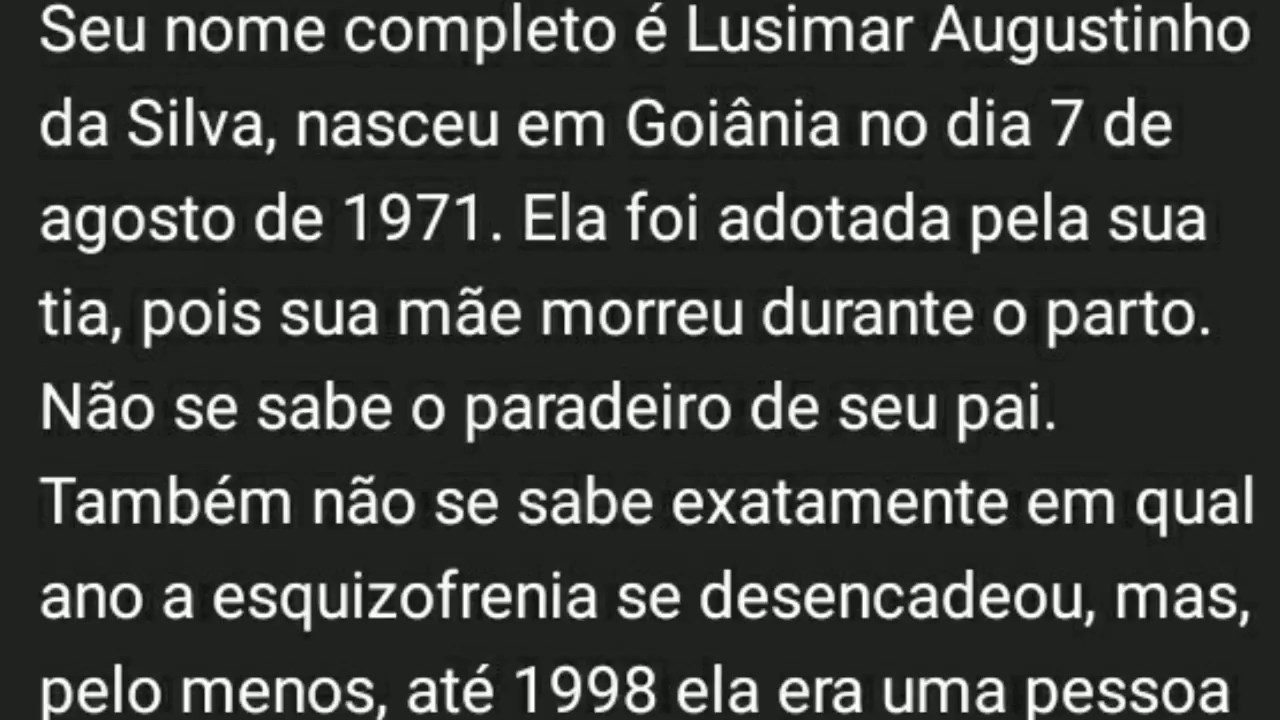 Seu nome completo é Lusimar Augustinho
da Silva, nasceu em Goiânia no dia 7 de
agosto de 1971. Ela foi adotada pela sua
tia, pois sua mãe morreu durante o parto.
Não se sabe o paradeiro de seu pai.
Também não se sabe exatamente em qual
ano a esquizofrenia se desencadeou, mas,
pelo menos, até 1998 ela era uma pessoa